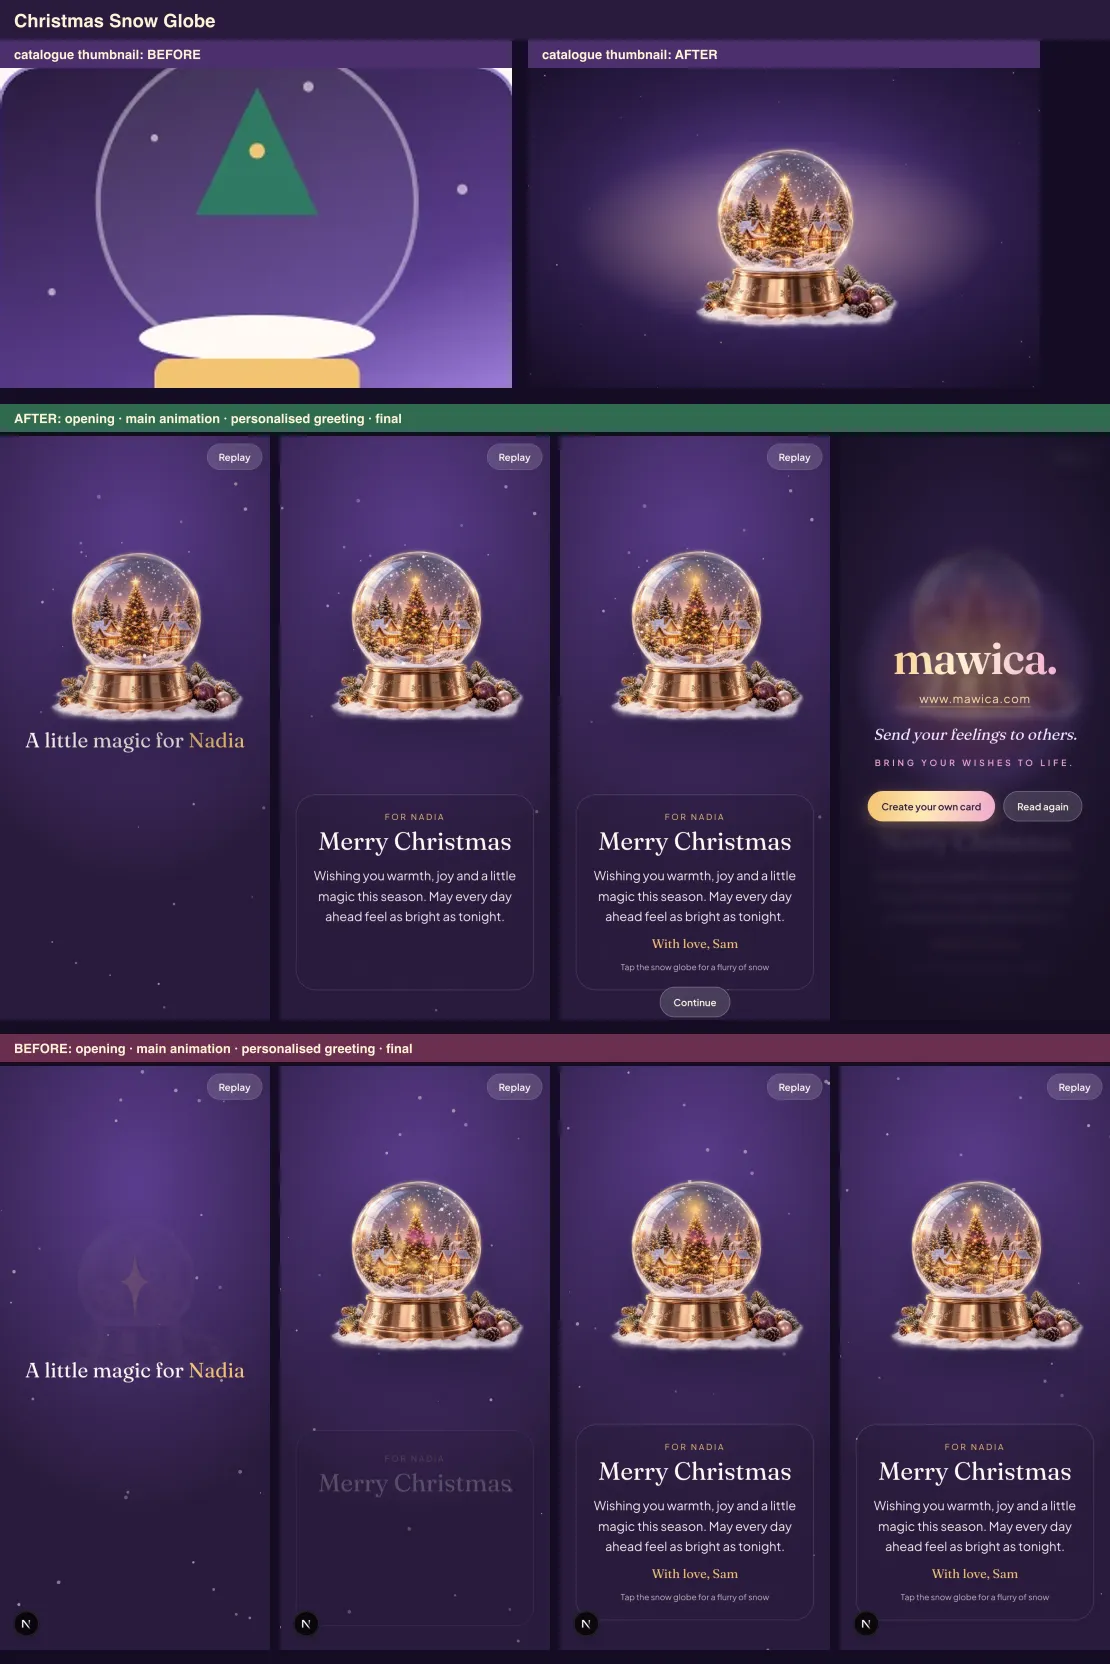 Christmas Snow Globe
catalogue thumbnail: BEFORE
catalogue thumbnail: AFTER
AFTER: opening · main animation · personalised greeting · final
Replay
A little magic for Nadia
Replay
FOR NADIA
Merry Christmas
Wishing you warmth, joy and a little
magic this season. May every day
ahead feel as bright as tonight.
Replay
FOR NADIA
Merry Christmas
Wishing you warmth, joy and a little
magic this season. May every day
ahead feel as bright as tonight.
With love, Sam
Tap the snow globe for a flurry of snow
Continue
mawica.
www.mawica.com
Send your feelings to others.
BRING YOUR WISHES TO LIFE.
Create your own card
Read again
BEFORE: opening · main animation · personalised greeting · final
Replay
A little magic for Nadia
N
Replay
FOR NADIA
Merry Christmas
N
Replay
FOR NADIA
Merry Christmas
Wishing you warmth, joy and a little
magic this season. May every day
ahead feel as bright as tonight.
With love, Sam
Tap the snow globe for a flurry of snow
N
Replay
FOR NADIA
Merry Christmas
Wishing you warmth, joy and a little
magic this season. May every day
ahead feel as bright as tonight.
With love, Sam
Tap the snow globe for a flurry of snow
N